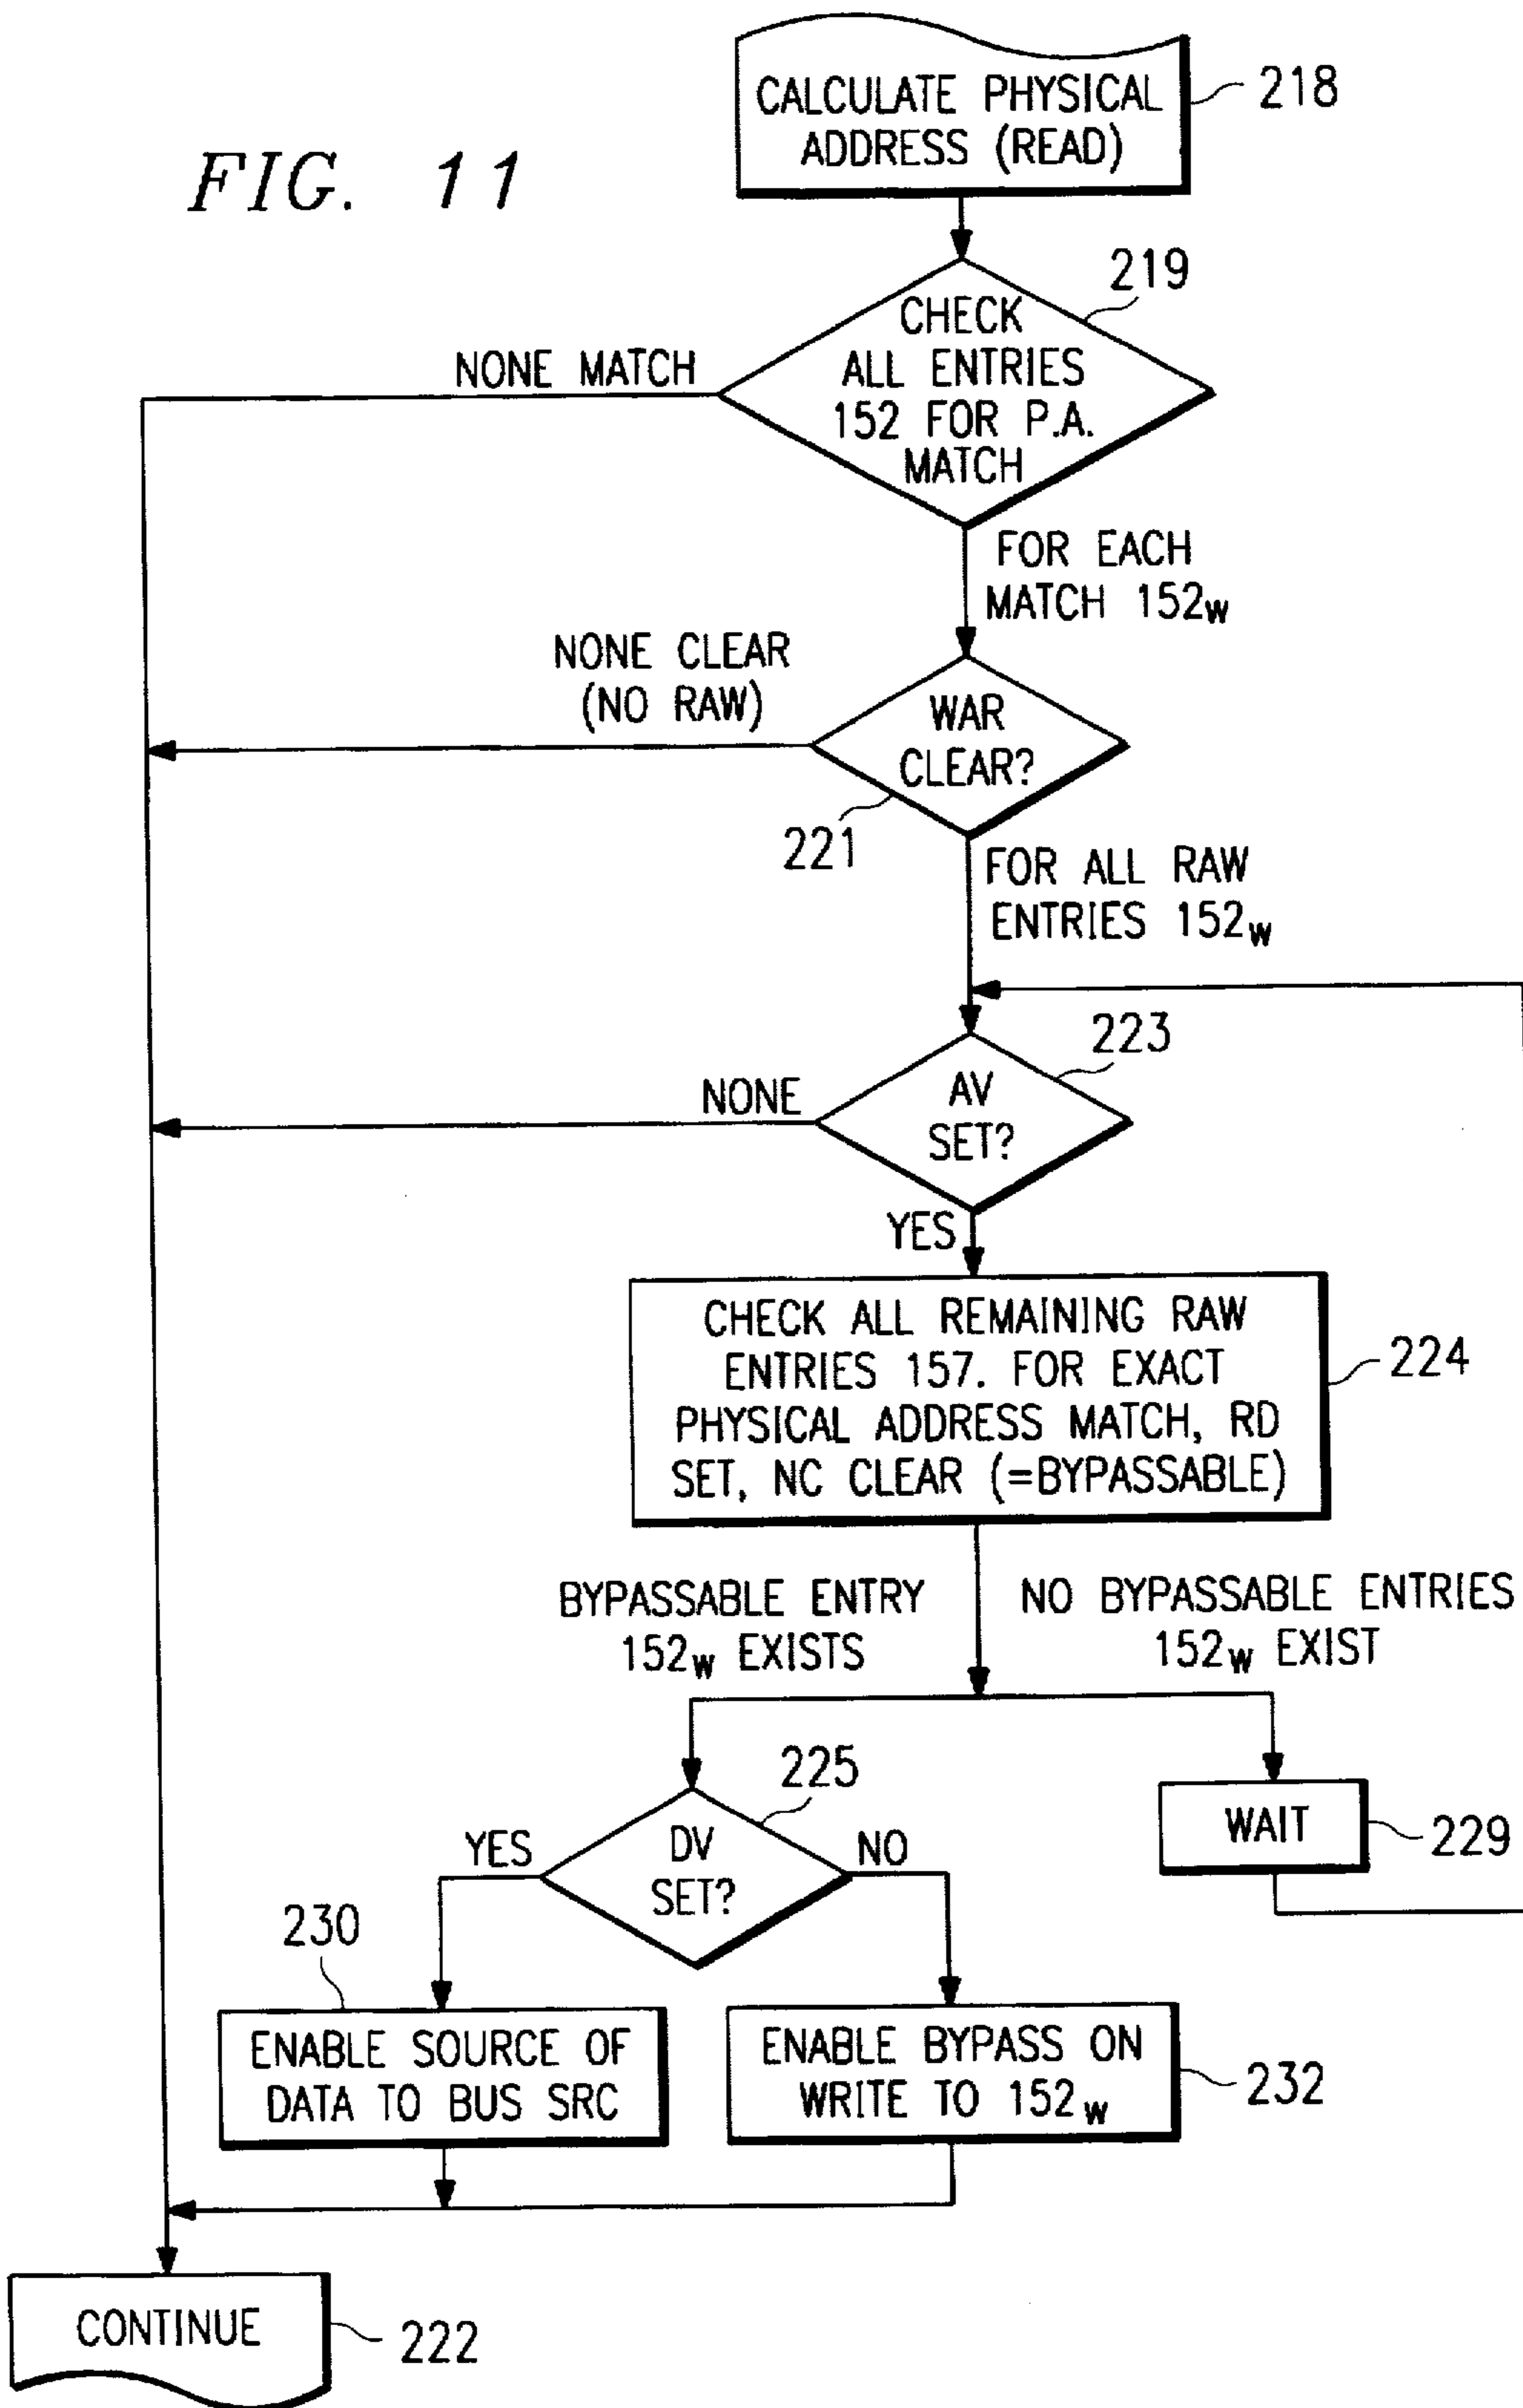 FIG. 11
CALCULATE PHYSICAL
ADDRESS (READ)
218
219
CHECK
ALL ENTRIES
152 FOR P.A.
MATCH
NONE MATCH
FOR EACH
MATCH 152w
NONE CLEAR
(NO RAW)
WAR
CLEAR?
221
FOR ALL RAW
ENTRIES 152w
223
AV
SET?
NONE
YES
CHECK ALL REMAINING RAW
ENTRIES 157. FOR EXACT
PHYSICAL ADDRESS MATCH, RD
SET, NC CLEAR (=BYPASSABLE)
224
BYPASSABLE ENTRY
152w EXISTS
NO BYPASSABLE ENTRIES
152w EXIST
225
DV
SET?
YES
NO
WAIT
229
230
ENABLE SOURCE OF
DATA TO BUS SRC
ENABLE BYPASS ON
WRITE TO 152w
232
CONTINUE
222